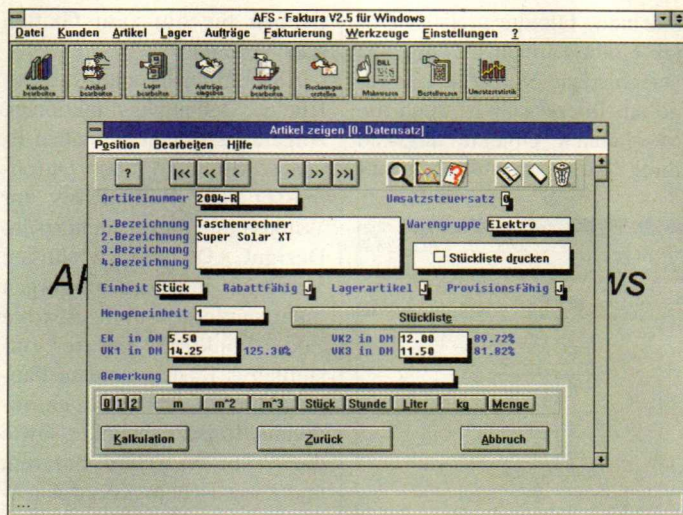 AFS - Faktura V2.5 für Windows
Datei Kunden Artikel Lager Aufträge Fakturierung Werkzeuge Einstellungen ?
BILL
Kunden bearbeiten Artikel bearbeiten Lager bearbeiten Aufträge eingeben Aufträge bearbeiten Rechnungen erstellen Mahnwesen Bestellwesen Umsatzstatistik
Artikel zeigen [0. Datensatz]
Position Bearbeiten Hilfe
? |<< << < > >> >>| ?
Artikelnummer 2004-R Umsatzsteuersatz 0
1.Bezeichnung Taschenrechner Warengruppe Elektro
2.Bezeichnung Super Solar XT
3.Bezeichnung
4.Bezeichnung Stückliste drucken
AF ws
Einheit Stück Rabattfähig J Lagerartikel J Provisionsfähig J
Mengeneinheit 1 Stückliste
EK in DM 5.50 VK2 in DM 12.00 89.72%
VK1 in DM 14.25 125.30% VK3 in DM 11.50 81.82%
Bemerkung
0 1 2 m m^2 m^3 Stück Stunde Liter kg Menge
Kalkulation Zurück Abbruch
...